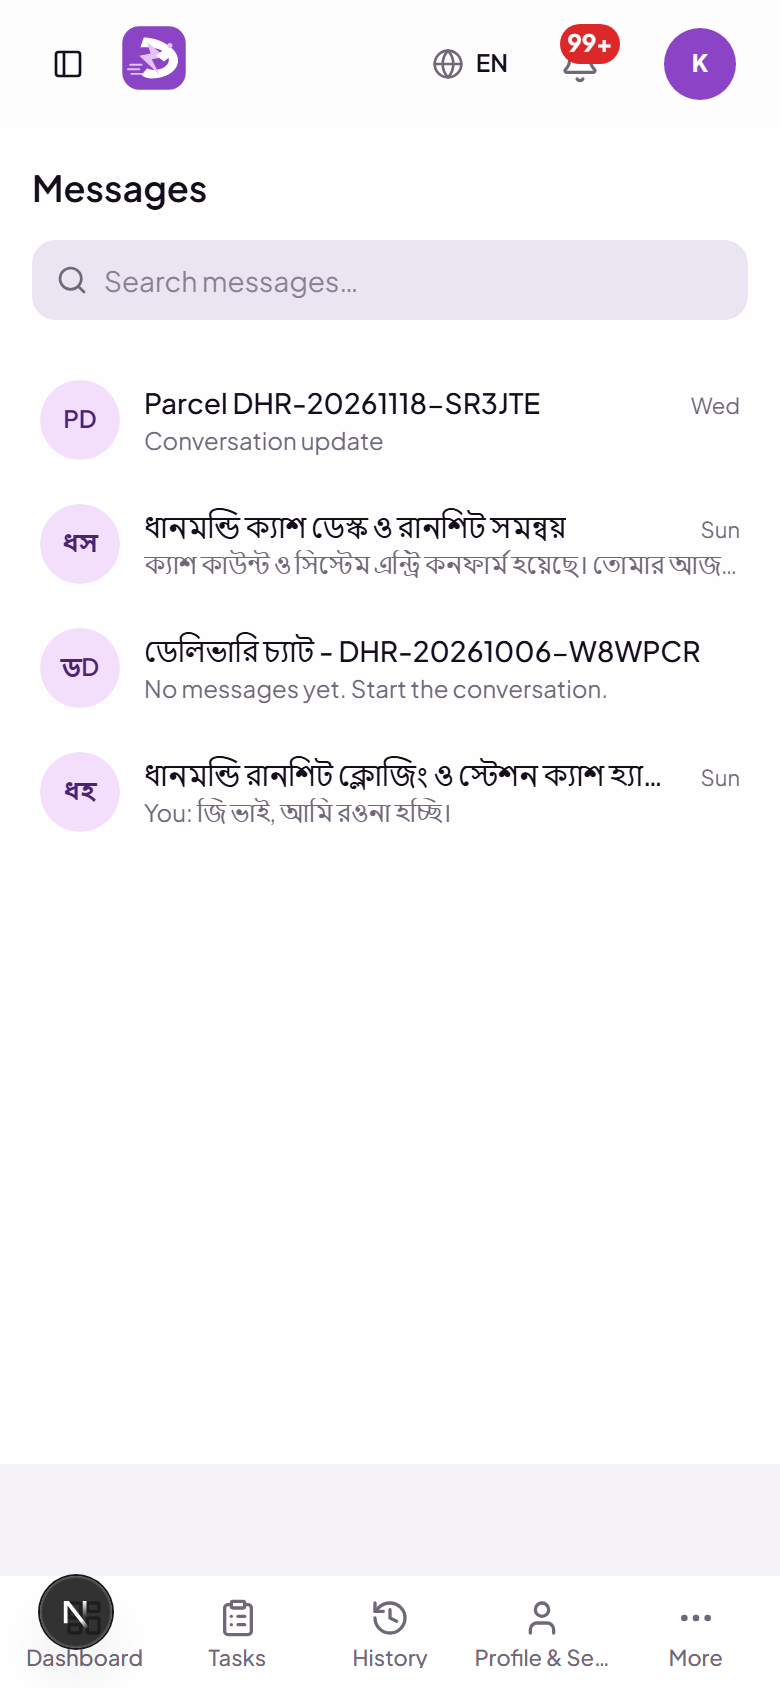 EN
99+
K
Messages
Search messages...
PD
Parcel DHR-20261118-SR3JTE
Wed
Conversation update
ধস
ধানমন্ডি ক্যাশ ডেস্ক ও রানশিট সমন্বয়
Sun
ক্যাশ কাউন্ট ও সিস্টেম এন্ট্রি কনফার্ম হয়েছে। তোমার আজ...
ডD
ডেলিভারি চ্যাট - DHR-20261006-W8WPCR
No messages yet. Start the conversation.
ধহ
ধানমন্ডি রানশিট ক্লোজিং ও স্টেশন ক্যাশ হ্যা...
Sun
You: জি ভাই, আমি রওনা হচ্ছি।
N
Dashboard
Tasks
History
Profile & Se...
More